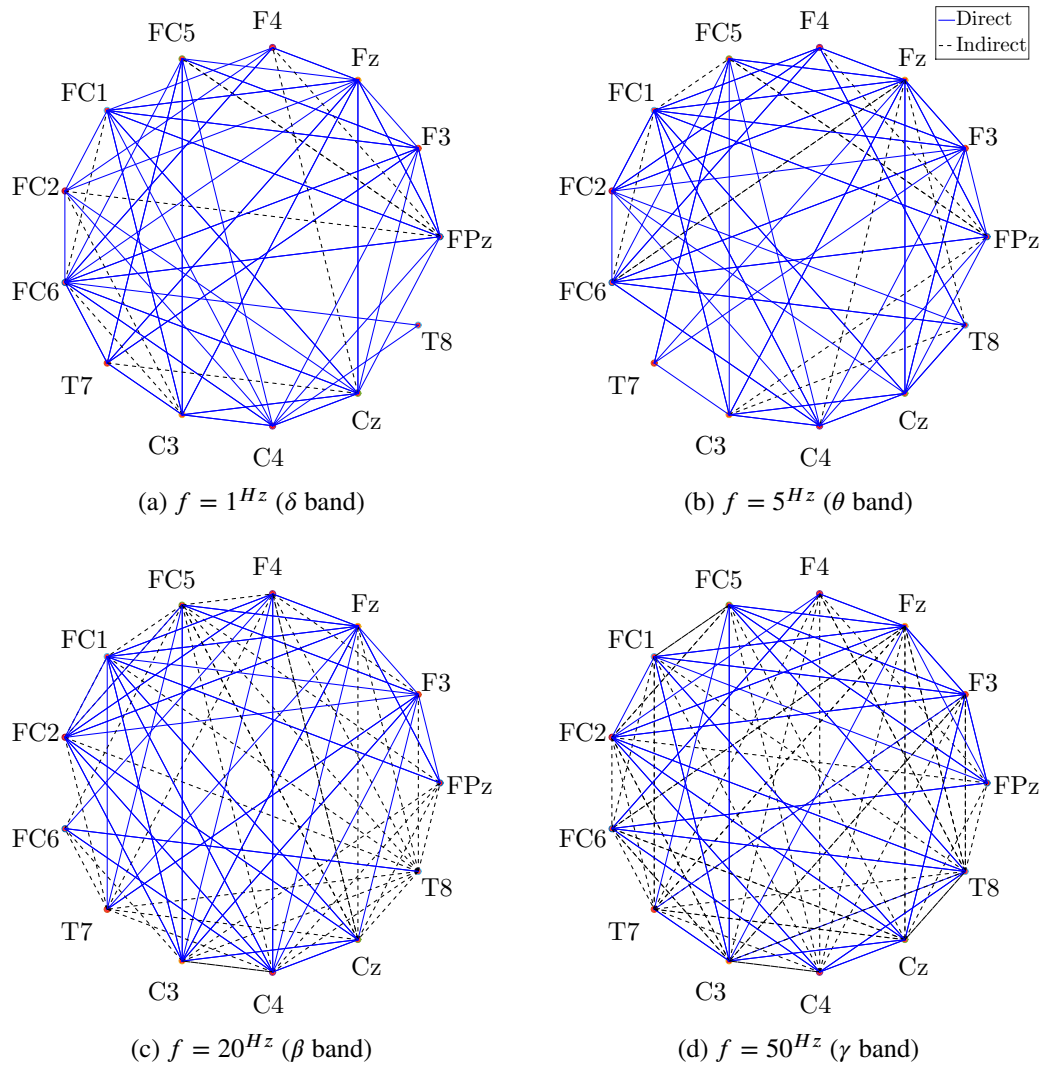 F4
FC5
Fz
FC1
F3
FC2
FPz
FC6
T8
T7
Cz
C3
C4
(a) f = 1^Hz (δ band)
Direct
Indirect
F4
FC5
Fz
FC1
F3
FC2
FPz
FC6
T8
T7
Cz
C3
C4
(b) f = 5^Hz (θ band)
F4
FC5
Fz
FC1
F3
FC2
FPz
FC6
T8
T7
Cz
C3
C4
(c) f = 20^Hz (β band)
F4
FC5
Fz
FC1
F3
FC2
FPz
FC6
T8
T7
Cz
C3
C4
(d) f = 50^Hz (γ band)